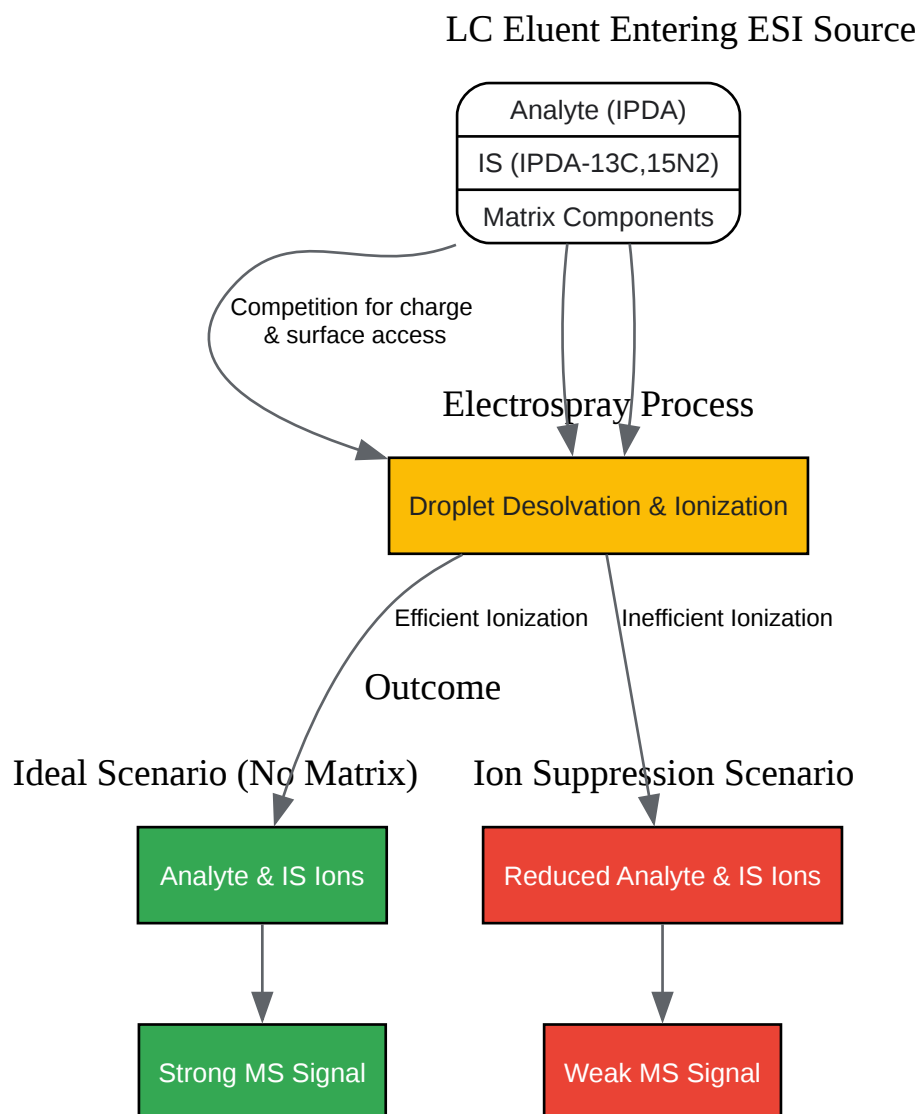 LC Eluent Entering ESI Source
Analyte (IPDA)
IS (IPDA-13C,15N2)
Matrix Components
Competition for charge
& surface access
Electrospray Process
Droplet Desolvation & Ionization
Efficient Ionization
Inefficient Ionization
Outcome
Ideal Scenario (No Matrix)
Ion Suppression Scenario
Analyte & IS Ions
Reduced Analyte & IS Ions
Strong MS Signal
Weak MS Signal